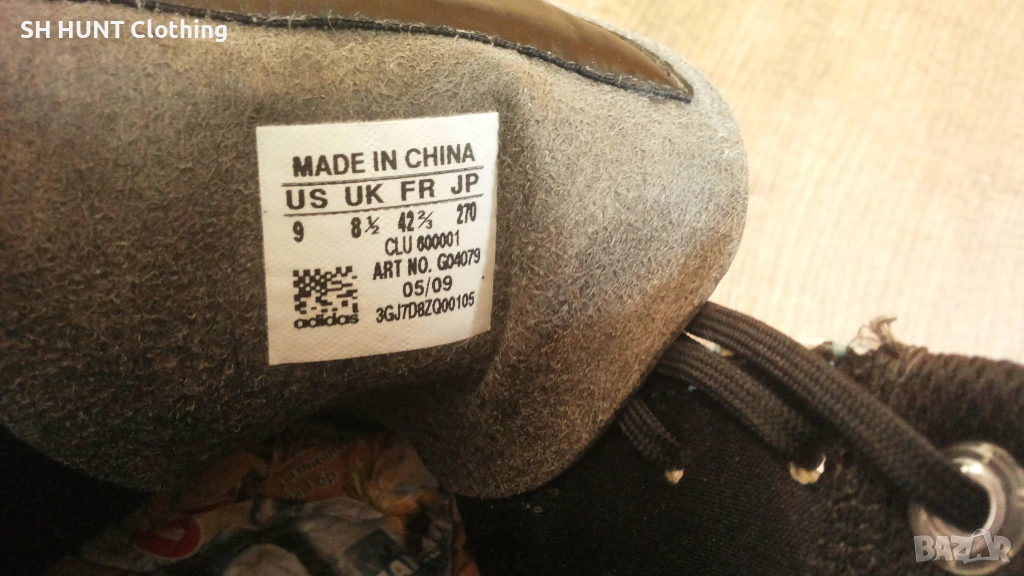 SH HUNT Clothing
MADE IN CHINA
US UK FR JP
9 8½ 42⅔ 270
CLU 600001
ART NO. G04079
05/09
adidas 3GJ7D8ZQ00105
BAZAR